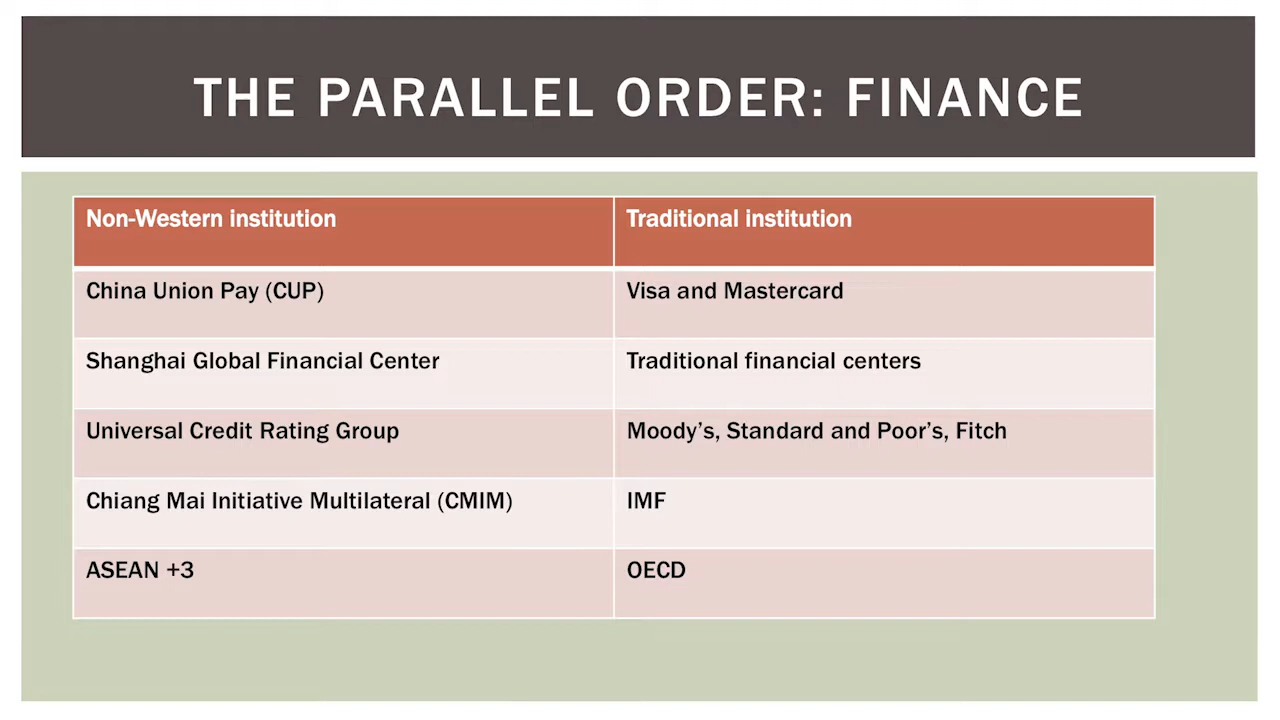 THE PARALLEL ORDER: FINANCE
Non-Western institution
Traditional institution
China Union Pay (CUP)
Visa and Mastercard
Shanghai Global Financial Center
Traditional financial centers
Universal Credit Rating Group
Moody’s, Standard and Poor’s, Fitch
Chiang Mai Initiative Multilateral (CMIM)
IMF
ASEAN +3
OECD